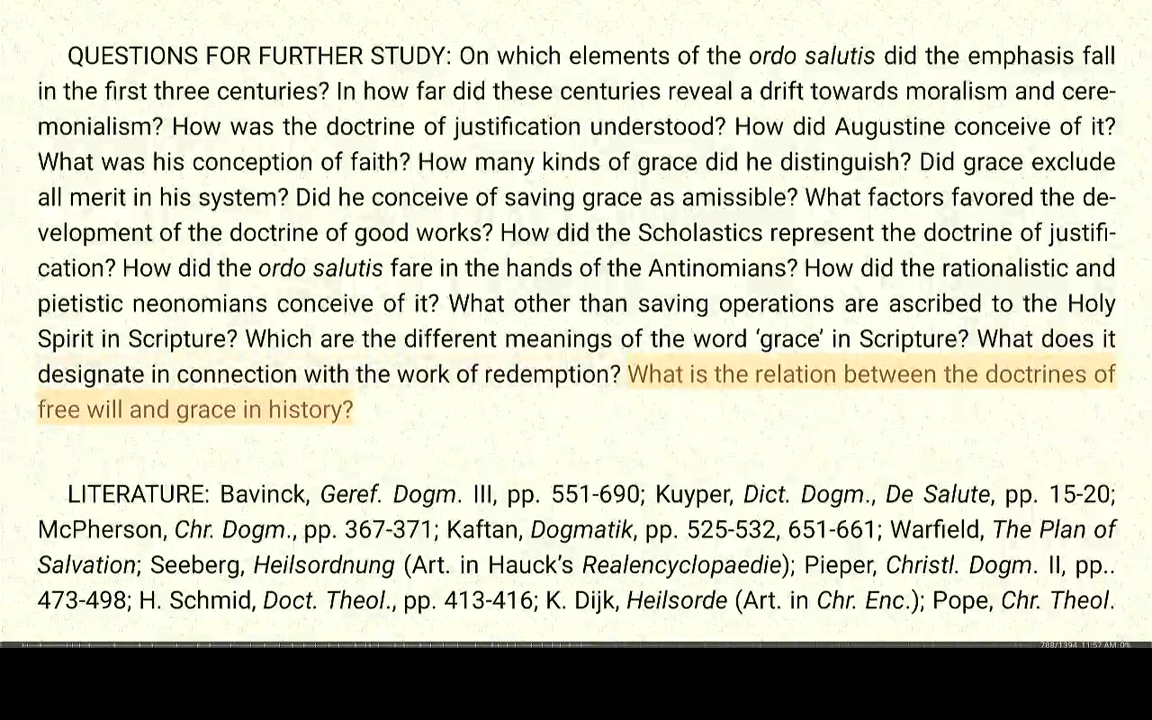 QUESTIONS FOR FURTHER STUDY: On which elements of the ordo salutis did the emphasis fall
in the first three centuries? In how far did these centuries reveal a drift towards moralism and cere-
monialism? How was the doctrine of justification understood? How did Augustine conceive of it?
What was his conception of faith? How many kinds of grace did he distinguish? Did grace exclude
all merit in his system? Did he conceive of saving grace as amissible? What factors favored the de-
velopment of the doctrine of good works? How did the Scholastics represent the doctrine of justifi-
cation? How did the ordo salutis fare in the hands of the Antinomians? How did the rationalistic and
pietistic neonomians conceive of it? What other than saving operations are ascribed to the Holy
Spirit in Scripture? Which are the different meanings of the word ‘grace’ in Scripture? What does it
designate in connection with the work of redemption? What is the relation between the doctrines of
free will and grace in history?
LITERATURE: Bavinck, Geref. Dogm. III, pp. 551-690; Kuyper, Dict. Dogm., De Salute, pp. 15-20;
McPherson, Chr. Dogm., pp. 367-371; Kaftan, Dogmatik, pp. 525-532, 651-661; Warfield, The Plan of
Salvation; Seeberg, Heilsordnung (Art. in Hauck’s Realencyclopaedie); Pieper, Christl. Dogm. II, pp..
473-498; H. Schmid, Doct. Theol., pp. 413-416; K. Dijk, Heilsorde (Art. in Chr. Enc.); Pope, Chr. Theol.
788/1394 11:57 AM 0%